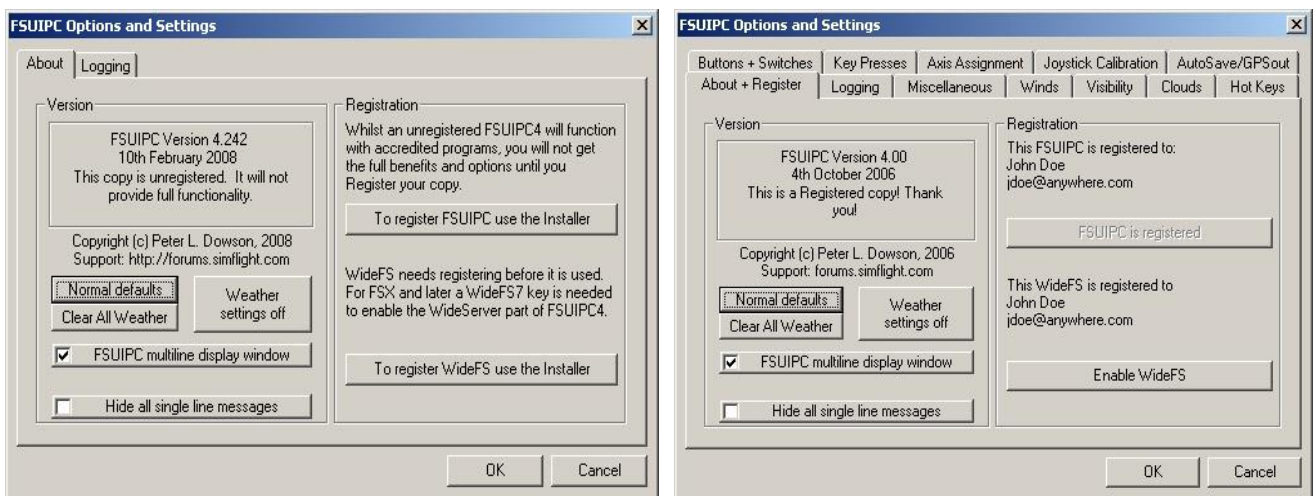 FSUIPC Options and Settings
About
Logging
Version
FSUIPC Version 4.242
10th February 2008
This copy is unregistered. It will not
provide full functionality.
Copyright (c) Peter L. Dowson, 2008
Support: http://forums.simflight.com
Normal defaults
Clear All Weather
Weather
settings off
FSUIPC multiline display window
Hide all single line messages
Registration
Whilst an unregistered FSUIPC4 will function
with accredited programs, you will not get
the full benefits and options until you
Register your copy.
To register FSUIPC use the Installer
WideFS needs registering before it is used.
For FSX and later a WideFS7 key is needed
to enable the WideServer part of FSUIPC4.
To register WideFS use the Installer
OK
Cancel
FSUIPC Options and Settings
Buttons + Switches
Key Presses
Axis Assignment
Joystick Calibration
AutoSave/GPSout
About + Register
Logging
Miscellaneous
Winds
Visibility
Clouds
Hot Keys
Version
FSUIPC Version 4.00
4th October 2006
This is a Registered copy! Thank
you!
Copyright (c) Peter L. Dowson, 2006
Support: forums.simflight.com
Normal defaults
Clear All Weather
Weather
settings off
FSUIPC multiline display window
Hide all single line messages
Registration
This FSUIPC is registered to:
John Doe
jdoe@anywhere.com
FSUIPC is registered
This WideFS is registered to
John Doe
jdoe@anywhere.com
Enable WideFS
OK
Cancel